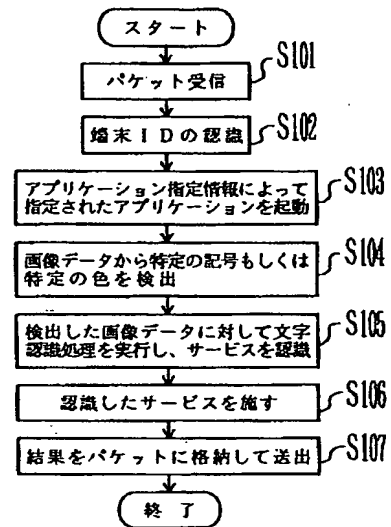 スタート
パケット受信
S101
端末IDの認識
S102
アプリケーション指定情報によって
指定されたアプリケーションを起動
S103
画像データから特定の記号もしくは
特定の色を検出
S104
検出した画像データに対して文字
認識処理を実行し、サービスを認識
S105
認識したサービスを施す
S106
結果をパケットに格納して送出
S107
終了